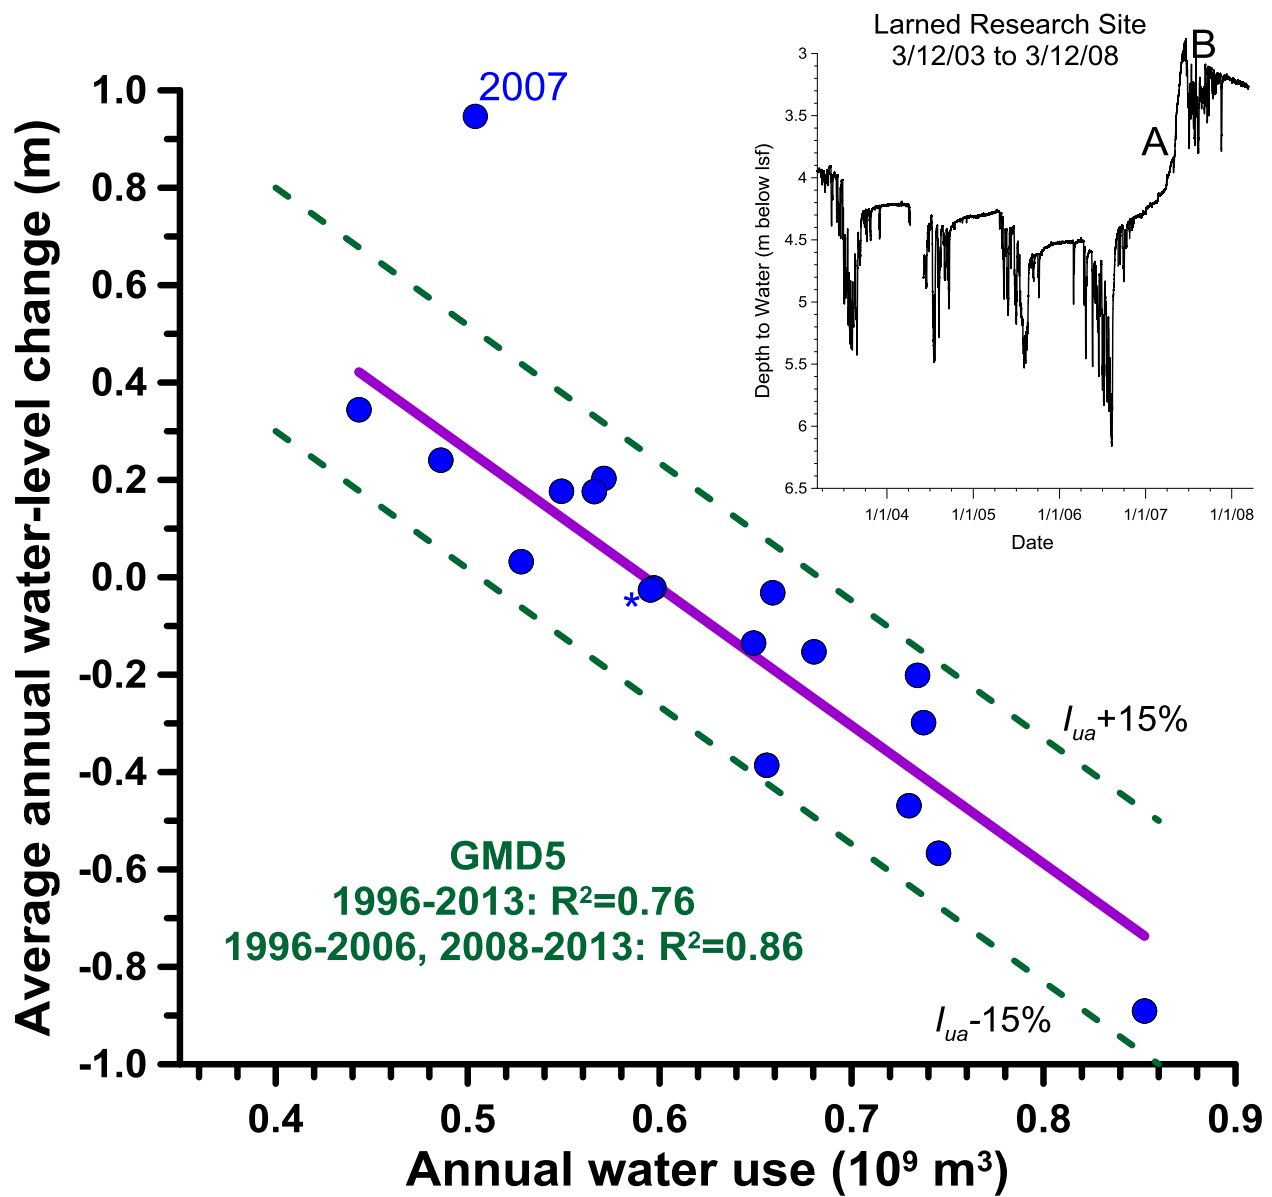 Larned Research Site
3/12/03 to 3/12/08
B
A
3
3.5
4
4.5
5
5.5
6
6.5
Depth to Water (m below lsf)
1/1/04 1/1/05 1/1/06 1/1/07 1/1/08
Date
2007
1.0
0.8
0.6
0.4
0.2
0.0
-0.2
-0.4
-0.6
-0.8
-1.0
Average annual water-level change (m)
*
Iua+15%
GMD5
1996-2013: R²=0.76
1996-2006, 2008-2013: R²=0.86
Iua-15%
0.4 0.5 0.6 0.7 0.8 0.9
Annual water use (10⁹ m³)